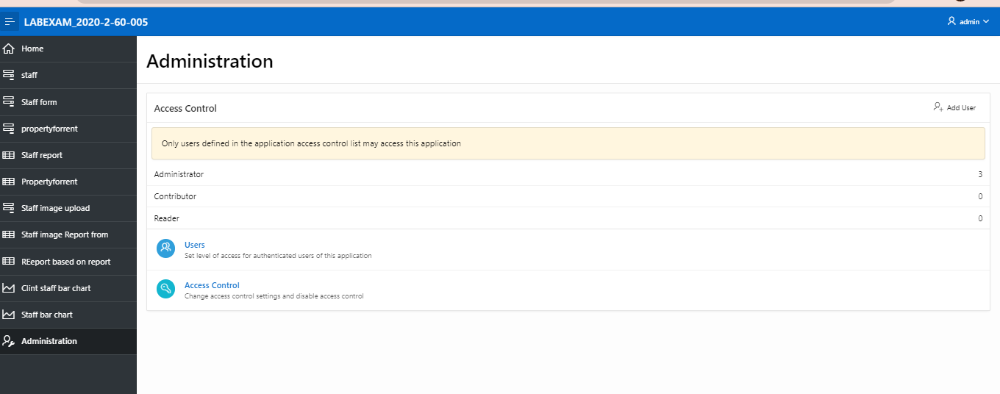 LABEXAM_2020-2-60-005
admin
Home
staff
Staff form
propertyforrent
Staff report
Propertyforrent
Staff image upload
Staff image Report from
REeport based on report
Clint staff bar chart
Staff bar chart
Administration
Administration
Access Control
Add User
Only users defined in the application access control list may access this application
Administrator 3
Contributor 0
Reader 0
Users
Set level of access for authenticated users of this application
Access Control
Change access control settings and disable access control